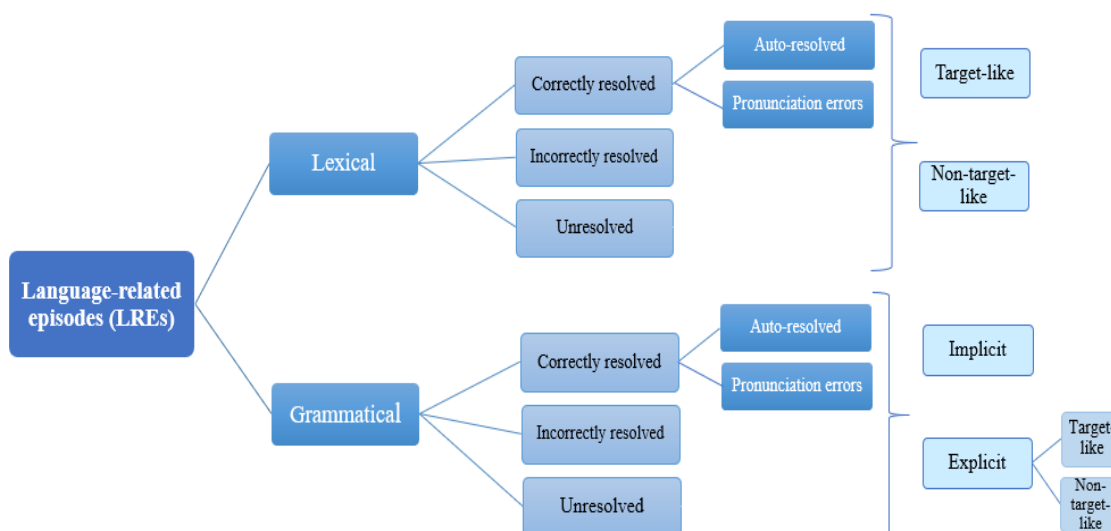 Language-related
episodes (LREs)
Lexical
Correctly resolved
Auto-resolved
Pronunciation errors
Incorrectly resolved
Unresolved
Target-like
Non-target-
like
Grammatical
Correctly resolved
Auto-resolved
Pronunciation errors
Incorrectly resolved
Unresolved
Implicit
Explicit
Target-
like
Non-
target-
like